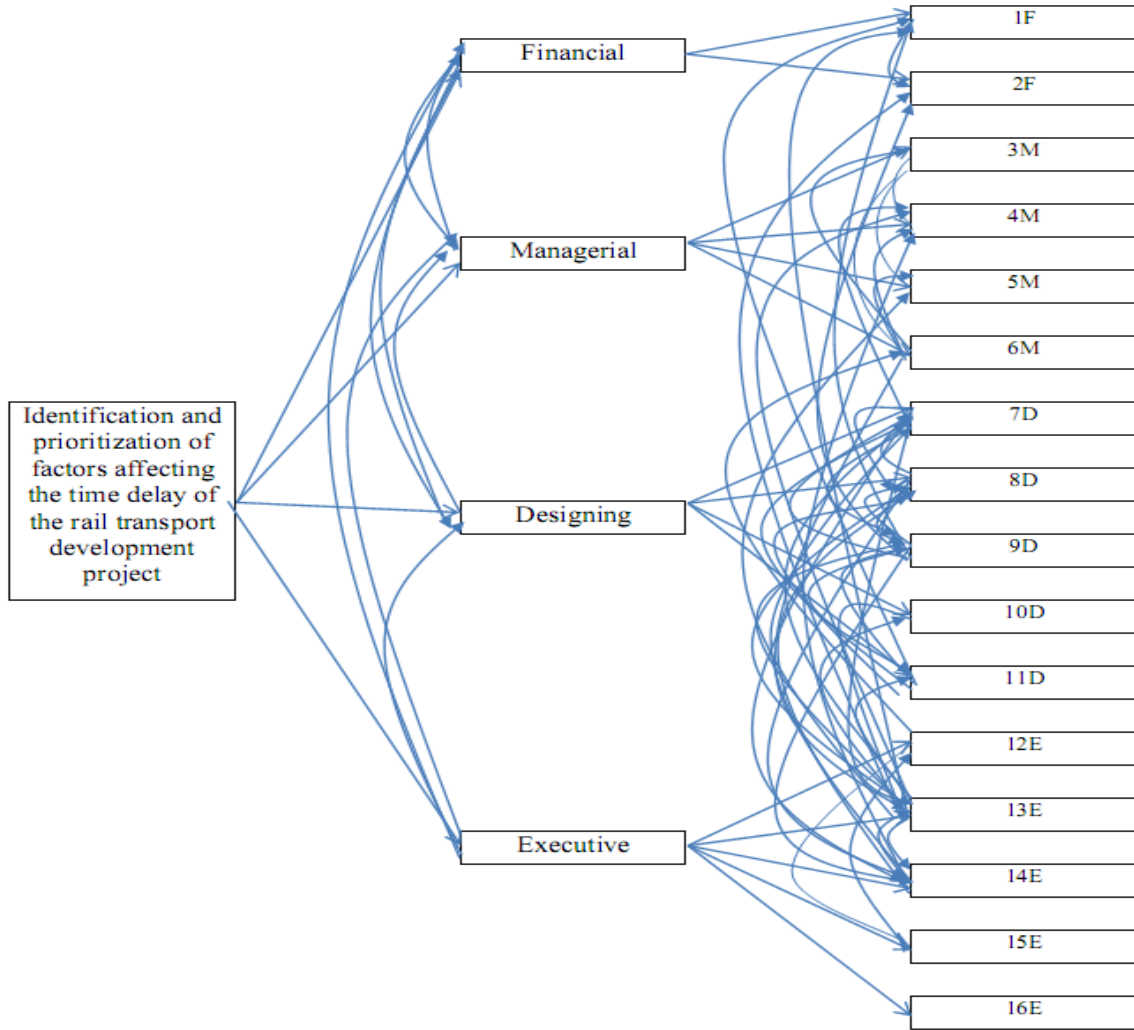 Identification and
prioritization of
factors affecting
the time delay of
the rail transport
development
project
Financial
Managerial
Designing
Executive
1F
2F
3M
4M
5M
6M
7D
8D
9D
10D
11D
12E
13E
14E
15E
16E